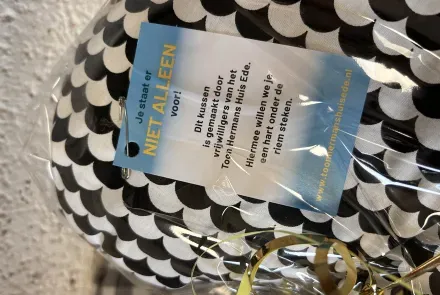 Je staat er
NIET ALLEEN
voor!
Dit kussen
is gemaakt door
vrijwilligers van het
Toon Hermans Huis Ede.
Hiermee willen we je
een hart onder de
riem steken.
www.toonhermanshuisede.nl